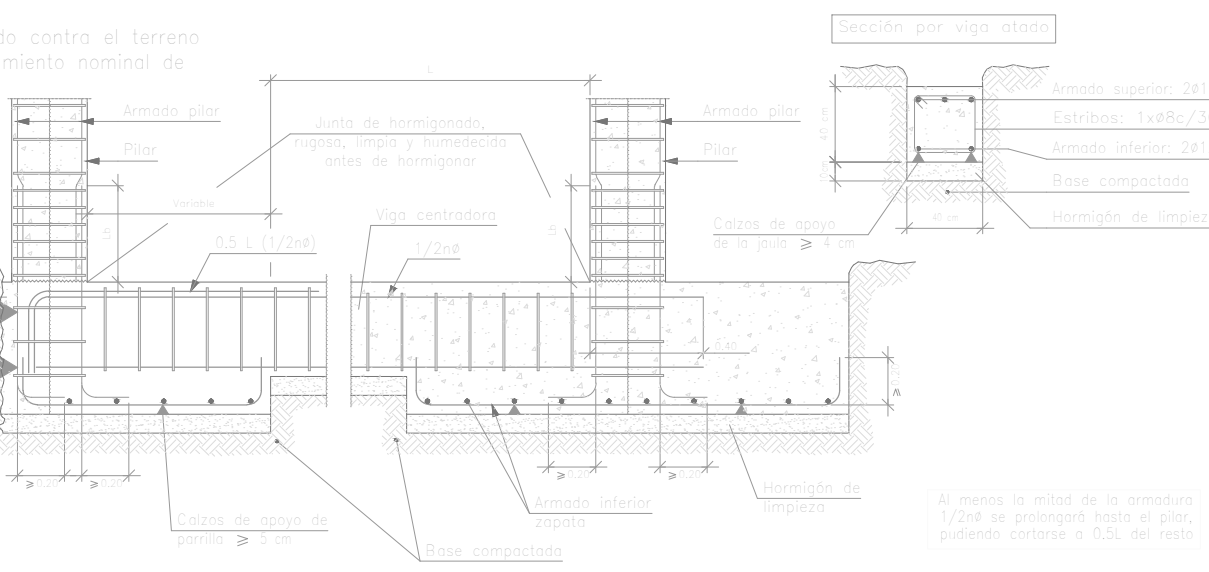 do contra el terreno
miento nominal de
Sección por viga atado
L
Armado pilar
Pilar
Junta de hormigonado,
rugosa, limpia y humedecida
antes de hormigonar
Armado pilar
Pilar
Variable
Lb
Lb
0.5 L (1/2nø)
Viga centradora
1/2nø
40 cm
40 cm
Armado superior: 2ø1
Estribos: 1xø8c/3
Armado inferior: 2ø1
Base compactada
Hormigón de limpiez
Calzos de apoyo
de la jaula ⩾ 4 cm
0.40
⩾0.20
⩾0.20
⩾0.20
⩾0.20
⩾0.20
Calzos de apoyo de
parrilla ⩾ 5 cm
Base compactada
Armado inferior
zapata
Hormigón de
limpieza
Al menos la mitad de la armadura
1/2nø se prolongará hasta el pilar,
pudiendo cortarse a 0.5L del resto